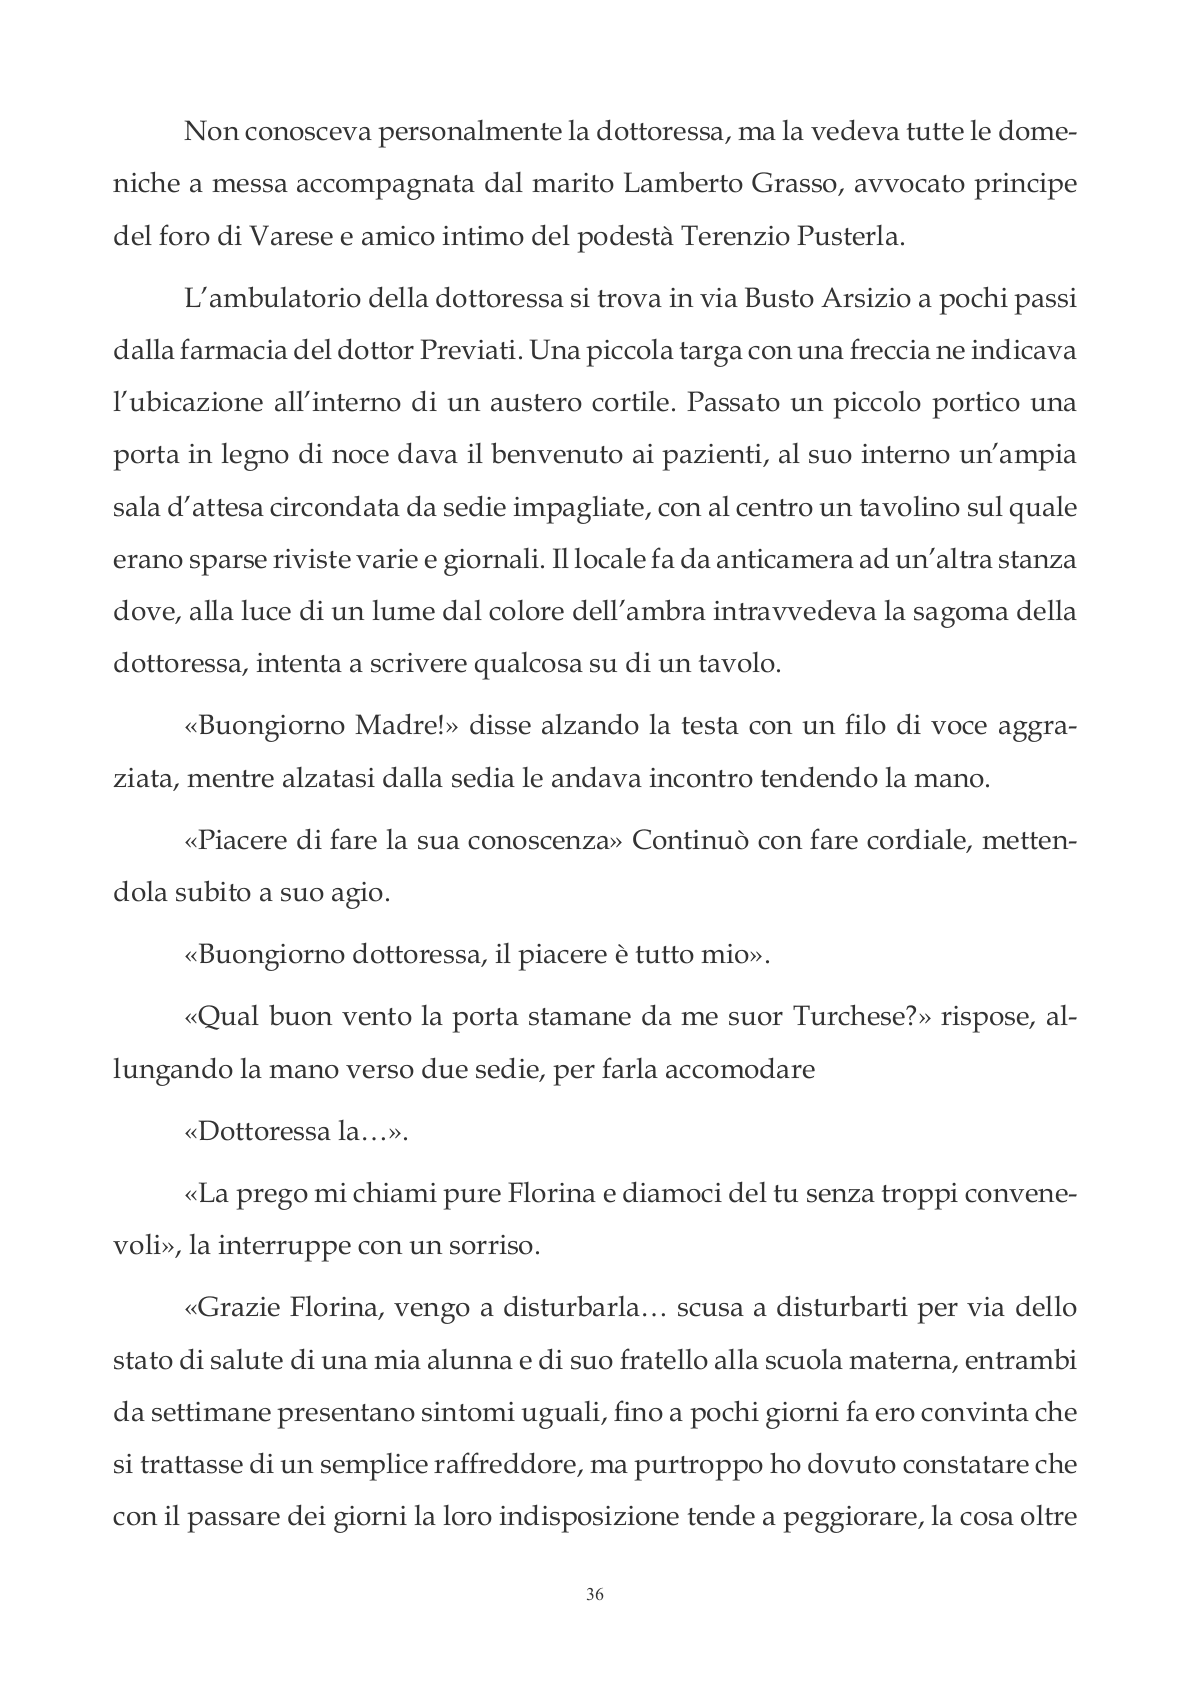 Non conosceva personalmente la dottoressa, ma la vedeva tutte le dome-
niche a messa accompagnata dal marito Lamberto Grasso, avvocato principe
del foro di Varese e amico intimo del podestà Terenzio Pusterla.
L’ambulatorio della dottoressa si trova in via Busto Arsizio a pochi passi
dalla farmacia del dottor Previati. Una piccola targa con una freccia ne indicava
l’ubicazione all’interno di un austero cortile. Passato un piccolo portico una
porta in legno di noce dava il benvenuto ai pazienti, al suo interno un’ampia
sala d’attesa circondata da sedie impagliate, con al centro un tavolino sul quale
erano sparse riviste varie e giornali. Il locale fa da anticamera ad un’altra stanza
dove, alla luce di un lume dal colore dell’ambra intravvedeva la sagoma della
dottoressa, intenta a scrivere qualcosa su di un tavolo.
«Buongiorno Madre!» disse alzando la testa con un filo di voce aggra-
ziata, mentre alzatasi dalla sedia le andava incontro tendendo la mano.
«Piacere di fare la sua conoscenza» Continuò con fare cordiale, metten-
dola subito a suo agio.
«Buongiorno dottoressa, il piacere è tutto mio».
«Qual buon vento la porta stamane da me suor Turchese?» rispose, al-
lungando la mano verso due sedie, per farla accomodare
«Dottoressa la…».
«La prego mi chiami pure Florina e diamoci del tu senza troppi convene-
voli», la interruppe con un sorriso.
«Grazie Florina, vengo a disturbarla… scusa a disturbarti per via dello
stato di salute di una mia alunna e di suo fratello alla scuola materna, entrambi
da settimane presentano sintomi uguali, fino a pochi giorni fa ero convinta che
si trattasse di un semplice raffreddore, ma purtroppo ho dovuto constatare che
con il passare dei giorni la loro indisposizione tende a peggiorare, la cosa oltre
36